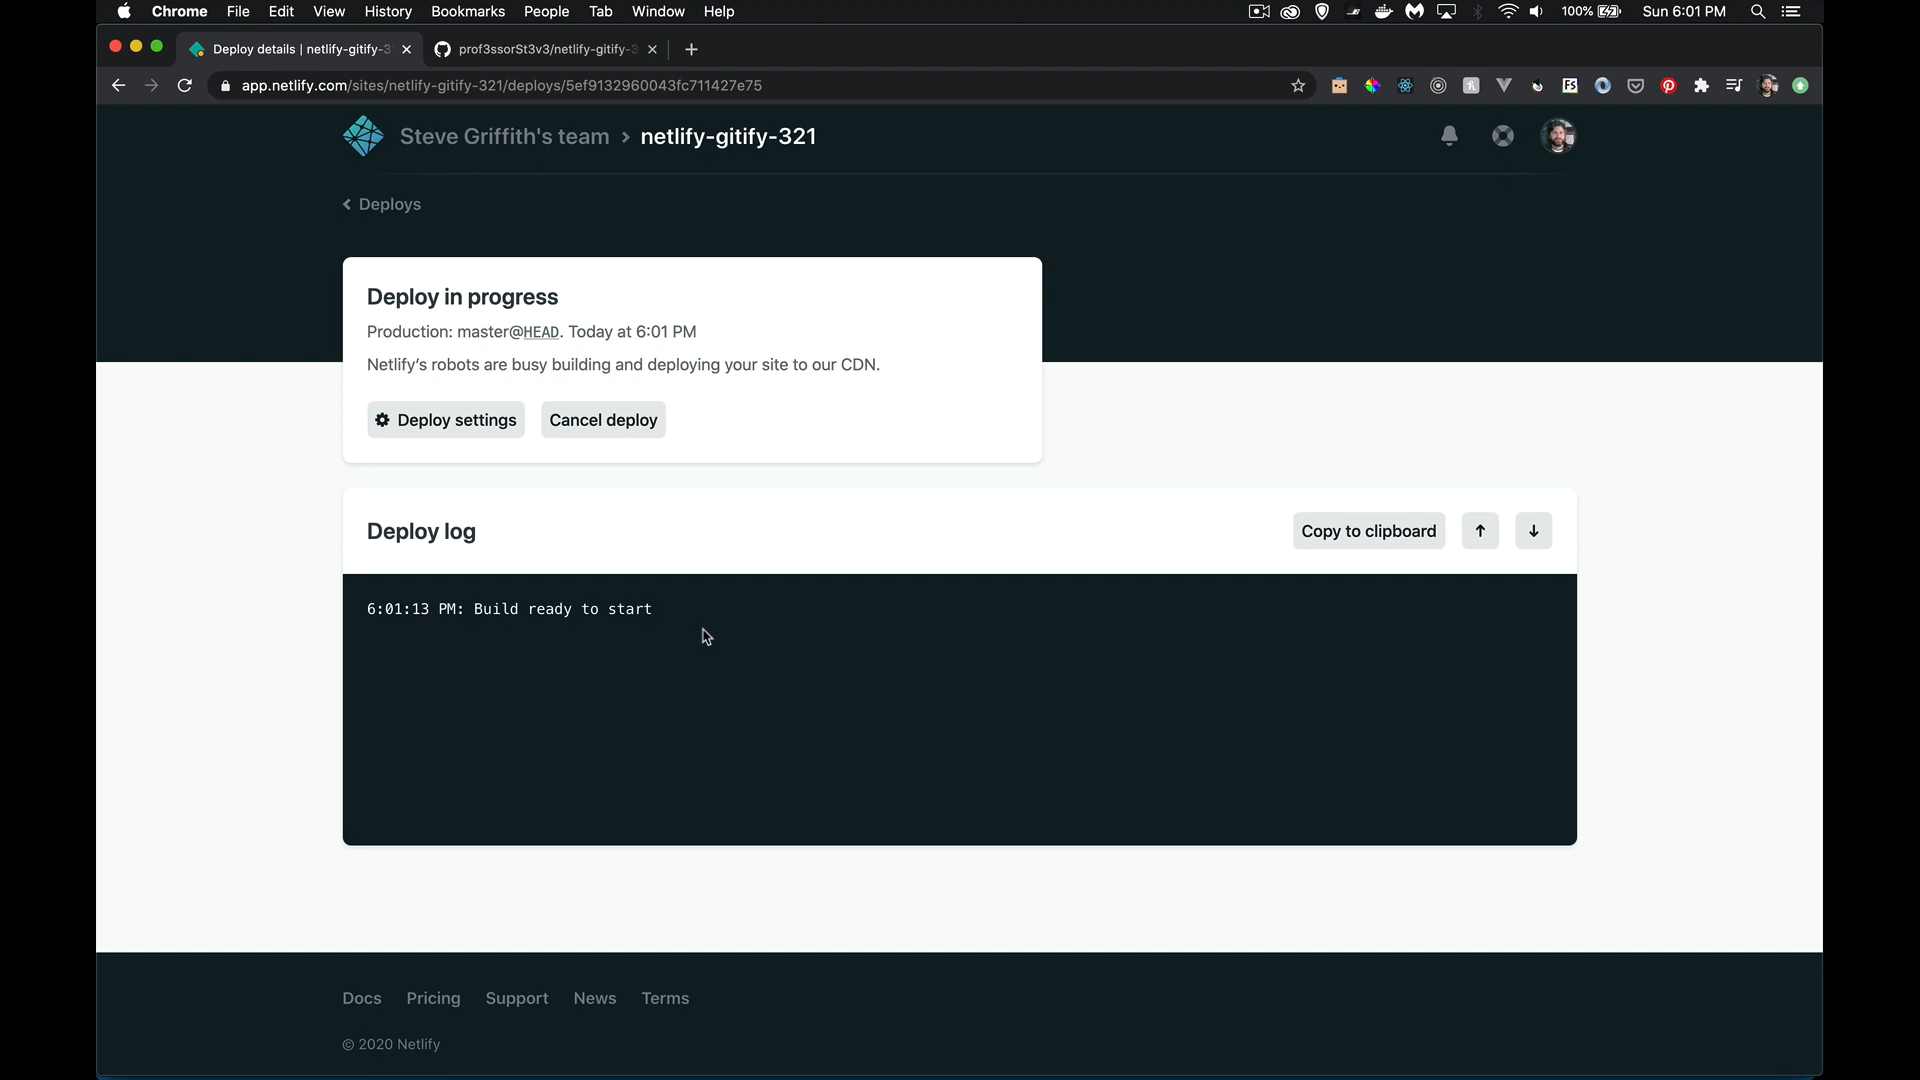 Chrome File Edit View History Bookmarks People Tab Window Help 100% Sun 6:01 PM
Deploy details | netlify-gitify-3 prof3ssorSt3v3/netlify-gitify-3
app.netlify.com/sites/netlify-gitify-321/deploys/5ef9132960043fc711427e75
Steve Griffith's team > netlify-gitify-321
Deploys
Deploy in progress
Production: master@HEAD. Today at 6:01 PM
Netlify’s robots are busy building and deploying your site to our CDN.
Deploy settings Cancel deploy
Deploy log Copy to clipboard
6:01:13 PM: Build ready to start
Docs Pricing Support News Terms
© 2020 Netlify